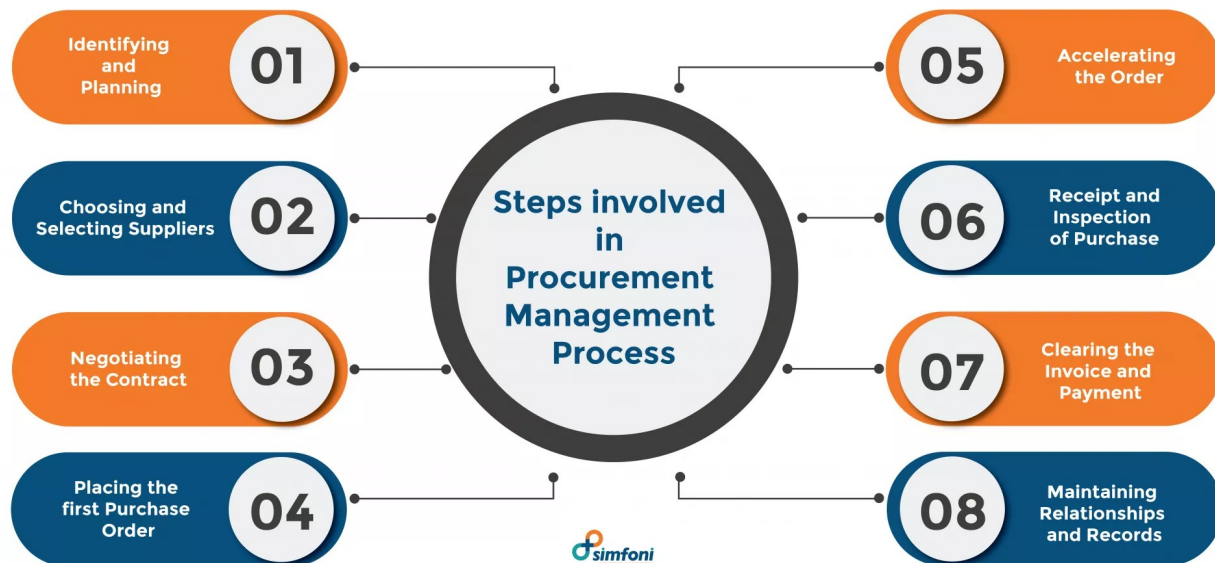 Steps involved
in
Procurement
Management
Process
01
Identifying
and
Planning
02
Choosing and
Selecting Suppliers
03
Negotiating
the Contract
04
Placing the
first Purchase
Order
05
Accelerating
the Order
06
Receipt and
Inspection
of Purchase
07
Clearing the
Invoice and
Payment
08
Maintaining
Relationships
and Records
simfoni